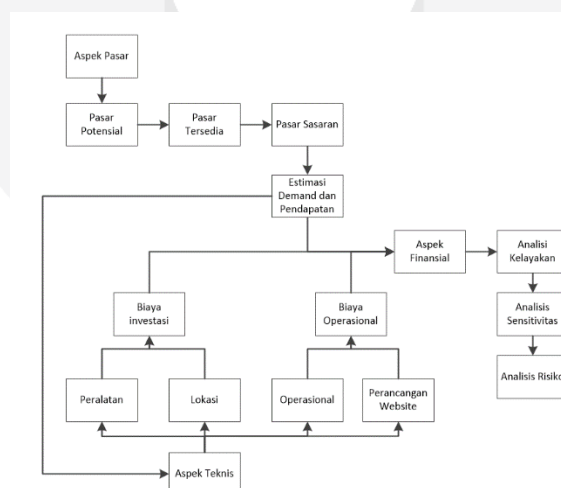 Aspek Pasar
Pasar
Potensial
Pasar
Tersedia
Pasar Sasaran
Estimasi
Demand dan
Pendapatan
Aspek
Finansial
Analisi
Kelayakan
Biaya
investasi
Biaya
Operasional
Analisis
Sensitivitas
Peralatan
Lokasi
Operasional
Perancangan
Website
Analisis Risiko
Aspek Teknis